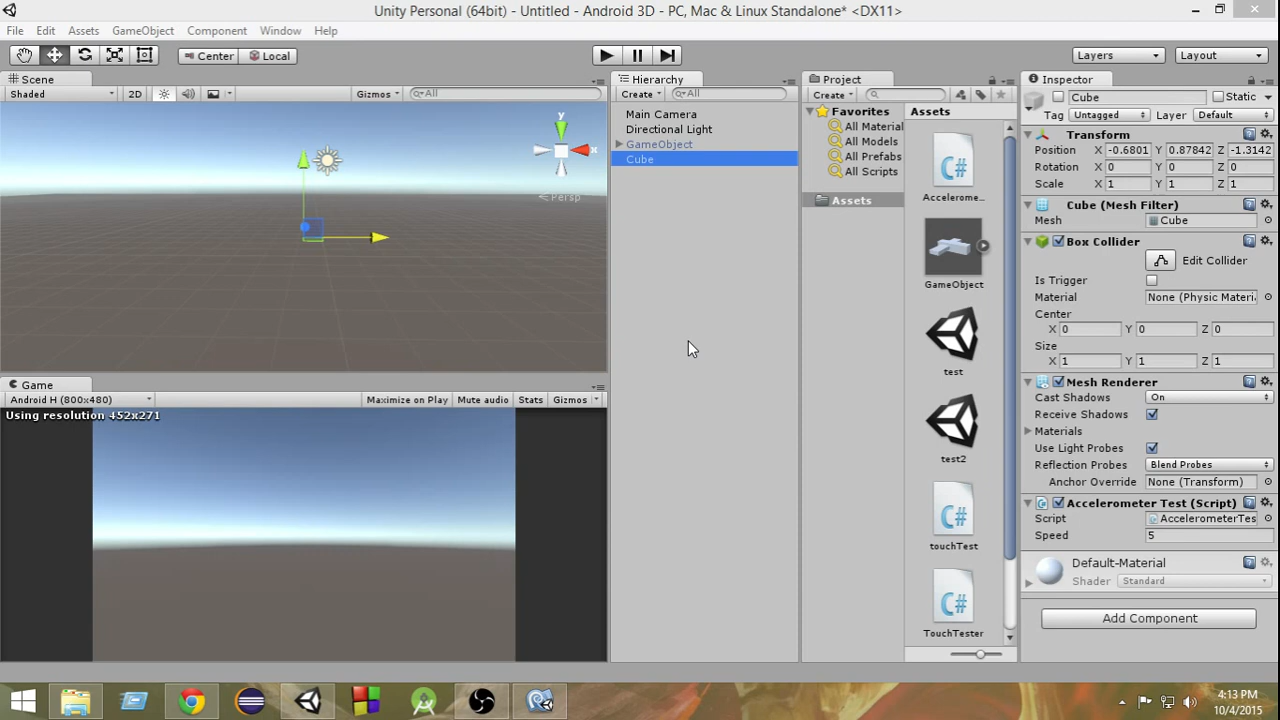 Unity Personal (64bit) - Untitled - Android 3D - PC, Mac & Linux Standalone* <DX11>
File Edit Assets GameObject Component Window Help
Center Local Layers Layout
Scene
Shaded 2D Gizmos All
y
x
Persp
Game
Android H (800x480) Maximize on Play Mute audio Stats Gizmos
Using resolution 452x271
Hierarchy
Create All
Main Camera
Directional Light
GameObject
Cube
Project
Create
Favorites
All Material
All Models
All Prefabs
All Scripts
Assets
Assets
C#
Accelerome...
GameObject
test
test2
C#
touchTest
C#
TouchTester
Inspector
Cube Static
Tag Untagged Layer Default
Transform
Position X -0.6801 Y 0.87842 Z -1.3142
Rotation X 0 Y 0 Z 0
Scale X 1 Y 1 Z 1
Cube (Mesh Filter)
Mesh Cube
Box Collider
Edit Collider
Is Trigger
Material None (Physic Materi
Center
X 0 Y 0 Z 0
Size
X 1 Y 1 Z 1
Mesh Renderer
Cast Shadows On
Receive Shadows
Materials
Use Light Probes
Reflection Probes Blend Probes
Anchor Override None (Transform)
Accelerometer Test (Script)
Script AccelerometerTes
Speed 5
Default-Material
Shader Standard
Add Component
4:13 PM
10/4/2015